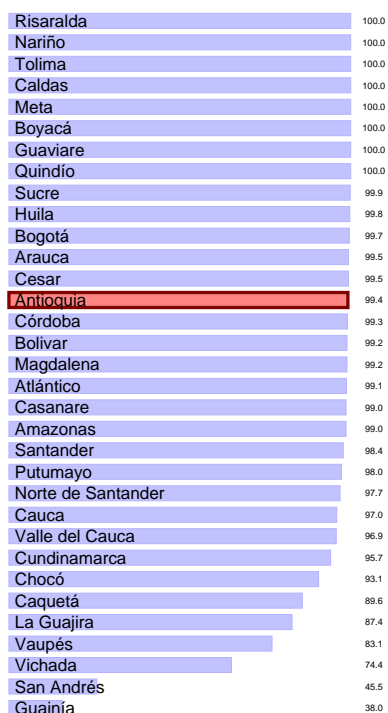 Risaralda 100.0
Nariño 100.0
Tolima 100.0
Caldas 100.0
Meta 100.0
Boyacá 100.0
Guaviare 100.0
Quindío 100.0
Sucre 99.9
Huila 99.8
Bogotá 99.7
Arauca 99.5
Cesar 99.5
Antioquia 99.4
Córdoba 99.3
Bolivar 99.2
Magdalena 99.2
Atlántico 99.1
Casanare 99.0
Amazonas 99.0
Santander 98.4
Putumayo 98.0
Norte de Santander 97.7
Cauca 97.0
Valle del Cauca 96.9
Cundinamarca 95.7
Chocó 93.1
Caquetá 89.6
La Guajira 87.4
Vaupés 83.1
Vichada 74.4
San Andrés 45.5
Guainía 38.0